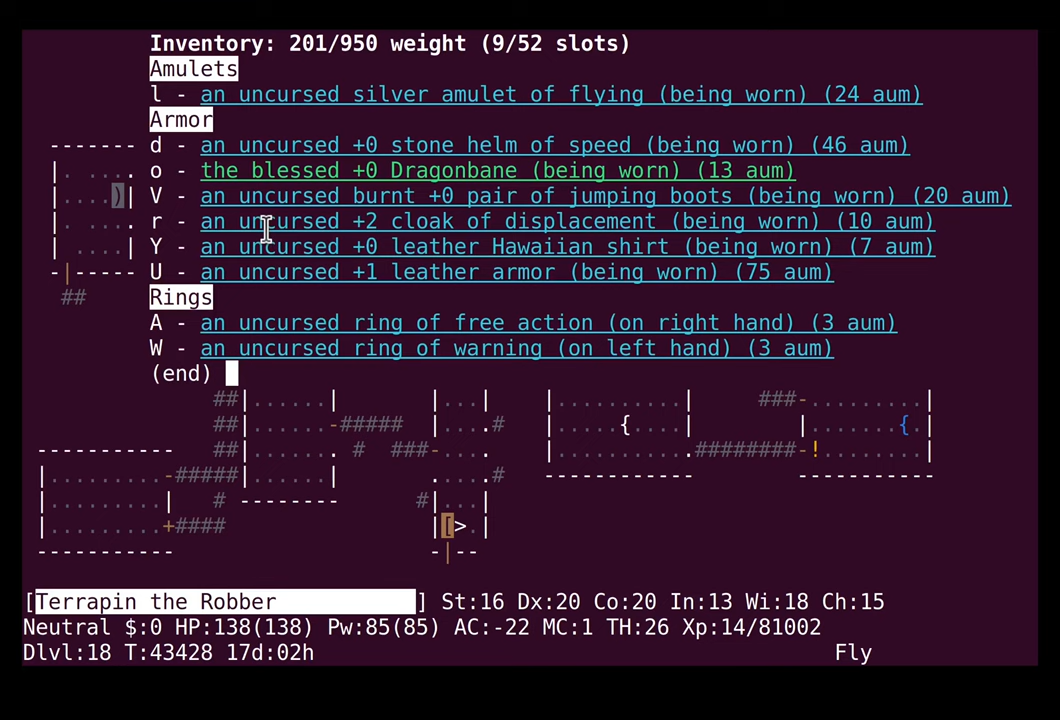 Inventory: 201/950 weight (9/52 slots)
Amulets
l - an uncursed silver amulet of flying (being worn) (24 aum)
Armor
d - an uncursed +0 stone helm of speed (being worn) (46 aum)
o - the blessed +0 Dragonbane (being worn) (13 aum)
V - an uncursed burnt +0 pair of jumping boots (being worn) (20 aum)
r - an uncursed +2 cloak of displacement (being worn) (10 aum)
Y - an uncursed +0 leather Hawaiian shirt (being worn) (7 aum)
U - an uncursed +1 leather armor (being worn) (75 aum)
Rings
A - an uncursed ring of free action (on right hand) (3 aum)
W - an uncursed ring of warning (on left hand) (3 aum)
(end)
[Terrapin the Robber ] St:16 Dx:20 Co:20 In:13 Wi:18 Ch:15
Neutral $:0 HP:138(138) Pw:85(85) AC:-22 MC:1 TH:26 Xp:14/81002
Dlvl:18 T:43428 17d:02h Fly